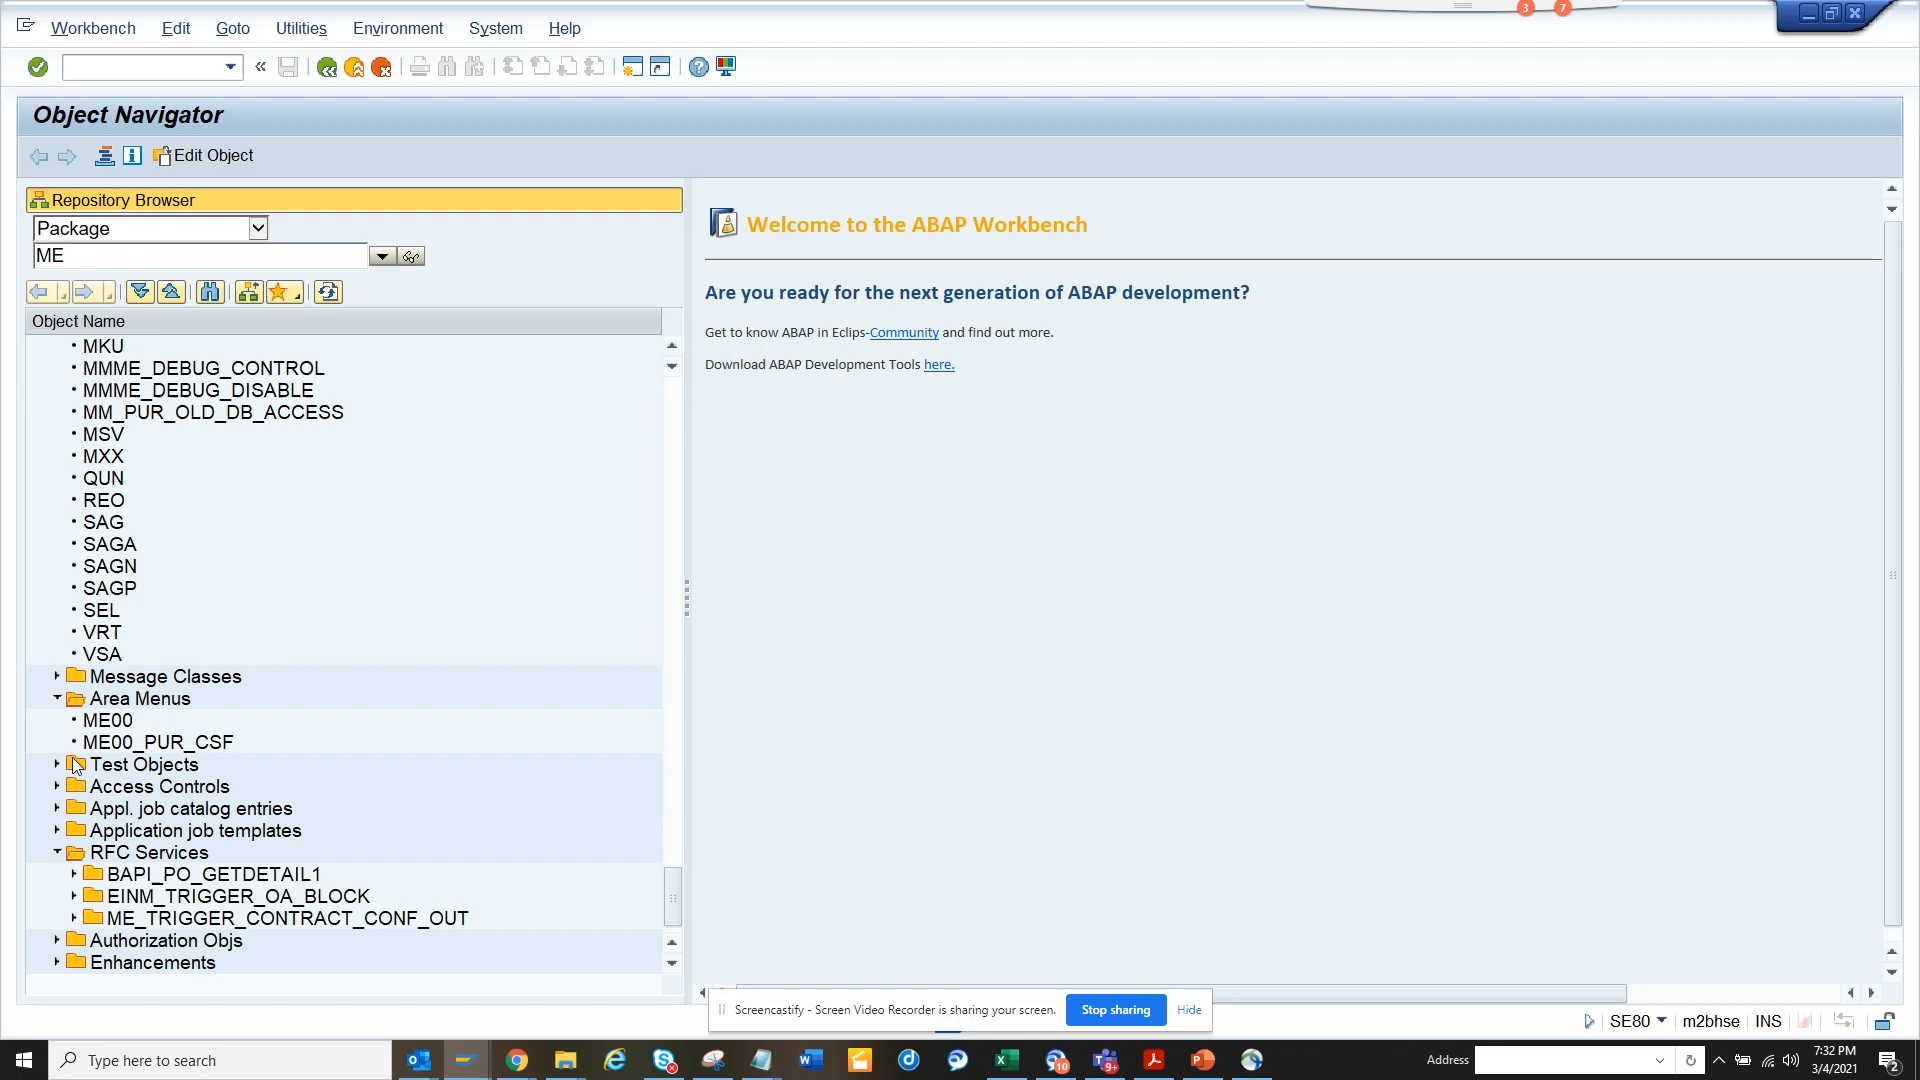 3 7
Workbench Edit Goto Utilities Environment System Help
Object Navigator
Edit Object
Repository Browser
Package
ME
Object Name
MKU
MMME_DEBUG_CONTROL
MMME_DEBUG_DISABLE
MM_PUR_OLD_DB_ACCESS
MSV
MXX
QUN
REO
SAG
SAGA
SAGN
SAGP
SEL
VRT
VSA
Message Classes
Area Menus
ME00
ME00_PUR_CSF
Test Objects
Access Controls
Appl. job catalog entries
Application job templates
RFC Services
BAPI_PO_GETDETAIL1
EINM_TRIGGER_OA_BLOCK
ME_TRIGGER_CONTRACT_CONF_OUT
Authorization Objs
Enhancements
Welcome to the ABAP Workbench
Are you ready for the next generation of ABAP development?
Get to know ABAP in Eclips-Community and find out more.
Download ABAP Development Tools here.
Screencastify - Screen Video Recorder is sharing your screen. Stop sharing Hide
SE80 m2bhse INS
Type here to search
10
9+
Address
7:32 PM
3/4/2021
2